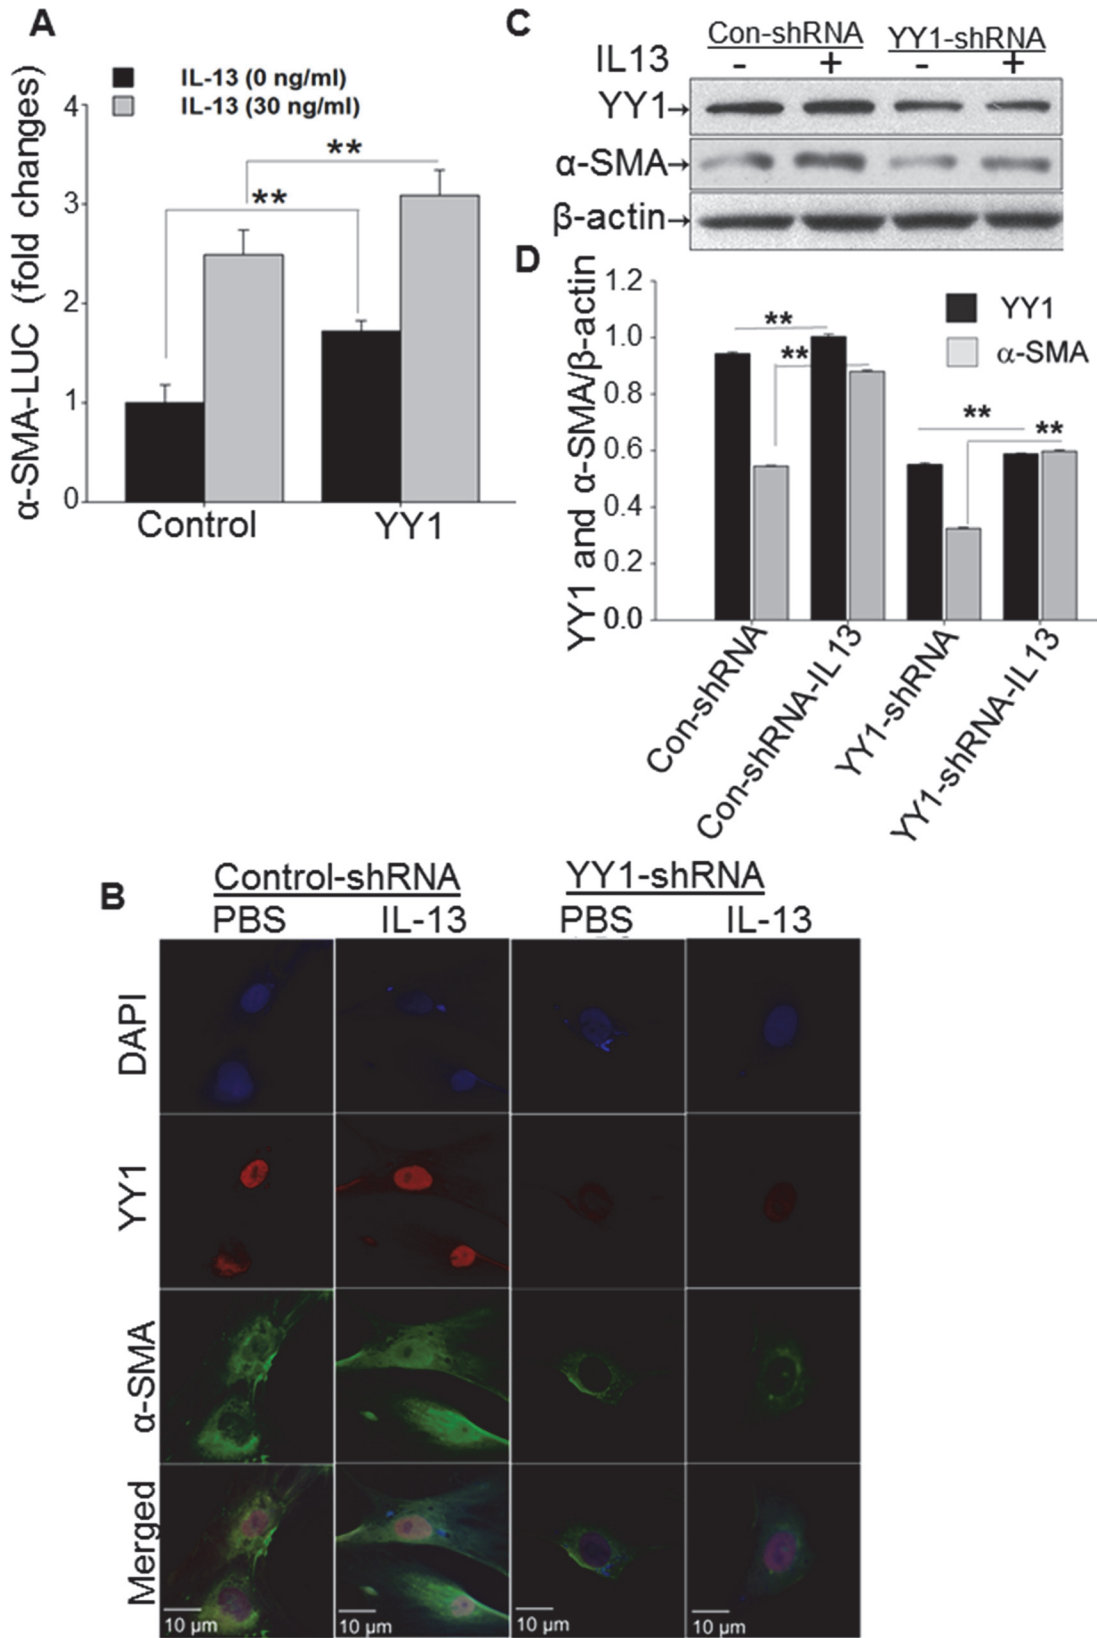 A
IL-13 (0 ng/ml)
IL-13 (30 ng/ml)
α-SMA-LUC (fold changes)
4
3
2
1
0
**
**
Control
YY1
C
Con-shRNA
YY1-shRNA
IL13
-
+
-
+
YY1→
α-SMA→
β-actin→
D
YY1 and α-SMA/β-actin
1.2
1.0
0.8
0.6
0.4
0.2
0.0
YY1
α-SMA
**
**
**
**
Con-shRNA
Con-shRNA-IL13
YY1-shRNA
YY1-shRNA-IL13
B
Control-shRNA
YY1-shRNA
PBS
IL-13
PBS
IL-13
DAPI
YY1
α-SMA
Merged
10 µm
10 µm
10 µm
10 µm